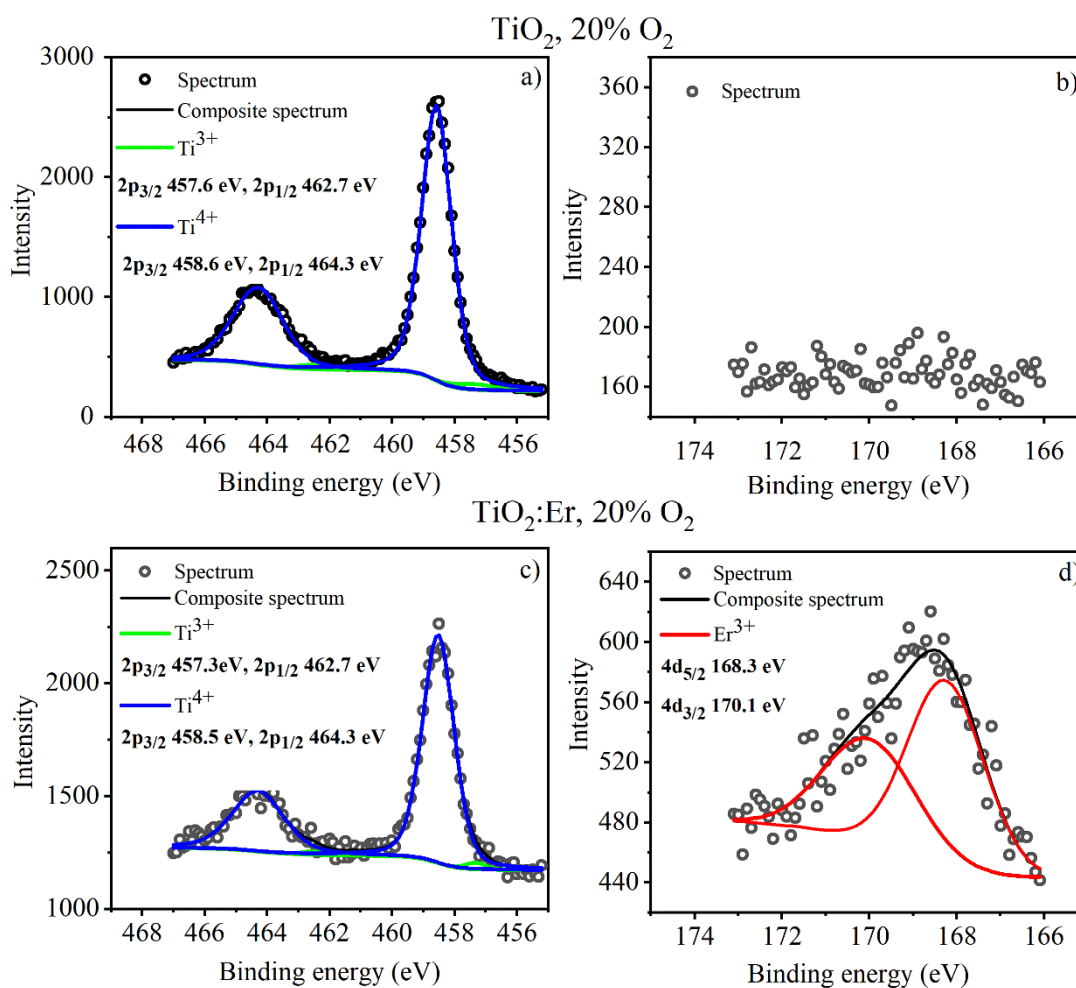 TiO2, 20% O2
a)
Spectrum
Composite spectrum
Ti3+
2p3/2 457.6 eV, 2p1/2 462.7 eV
Ti4+
2p3/2 458.6 eV, 2p1/2 464.3 eV
3000
2000
1000
0
Intensity
468 466 464 462 460 458 456
Binding energy (eV)
b)
Spectrum
360
320
280
240
200
160
Intensity
174 172 170 168 166
Binding energy (eV)
TiO2:Er, 20% O2
c)
Spectrum
Composite spectrum
Ti3+
2p3/2 457.3eV, 2p1/2 462.7 eV
Ti4+
2p3/2 458.5 eV, 2p1/2 464.3 eV
2500
2000
1500
1000
Intensity
468 466 464 462 460 458 456
Binding energy (eV)
d)
Spectrum
Composite spectrum
Er3+
4d5/2 168.3 eV
4d3/2 170.1 eV
640
600
560
520
480
440
Intensity
174 172 170 168 166
Binding energy (eV)